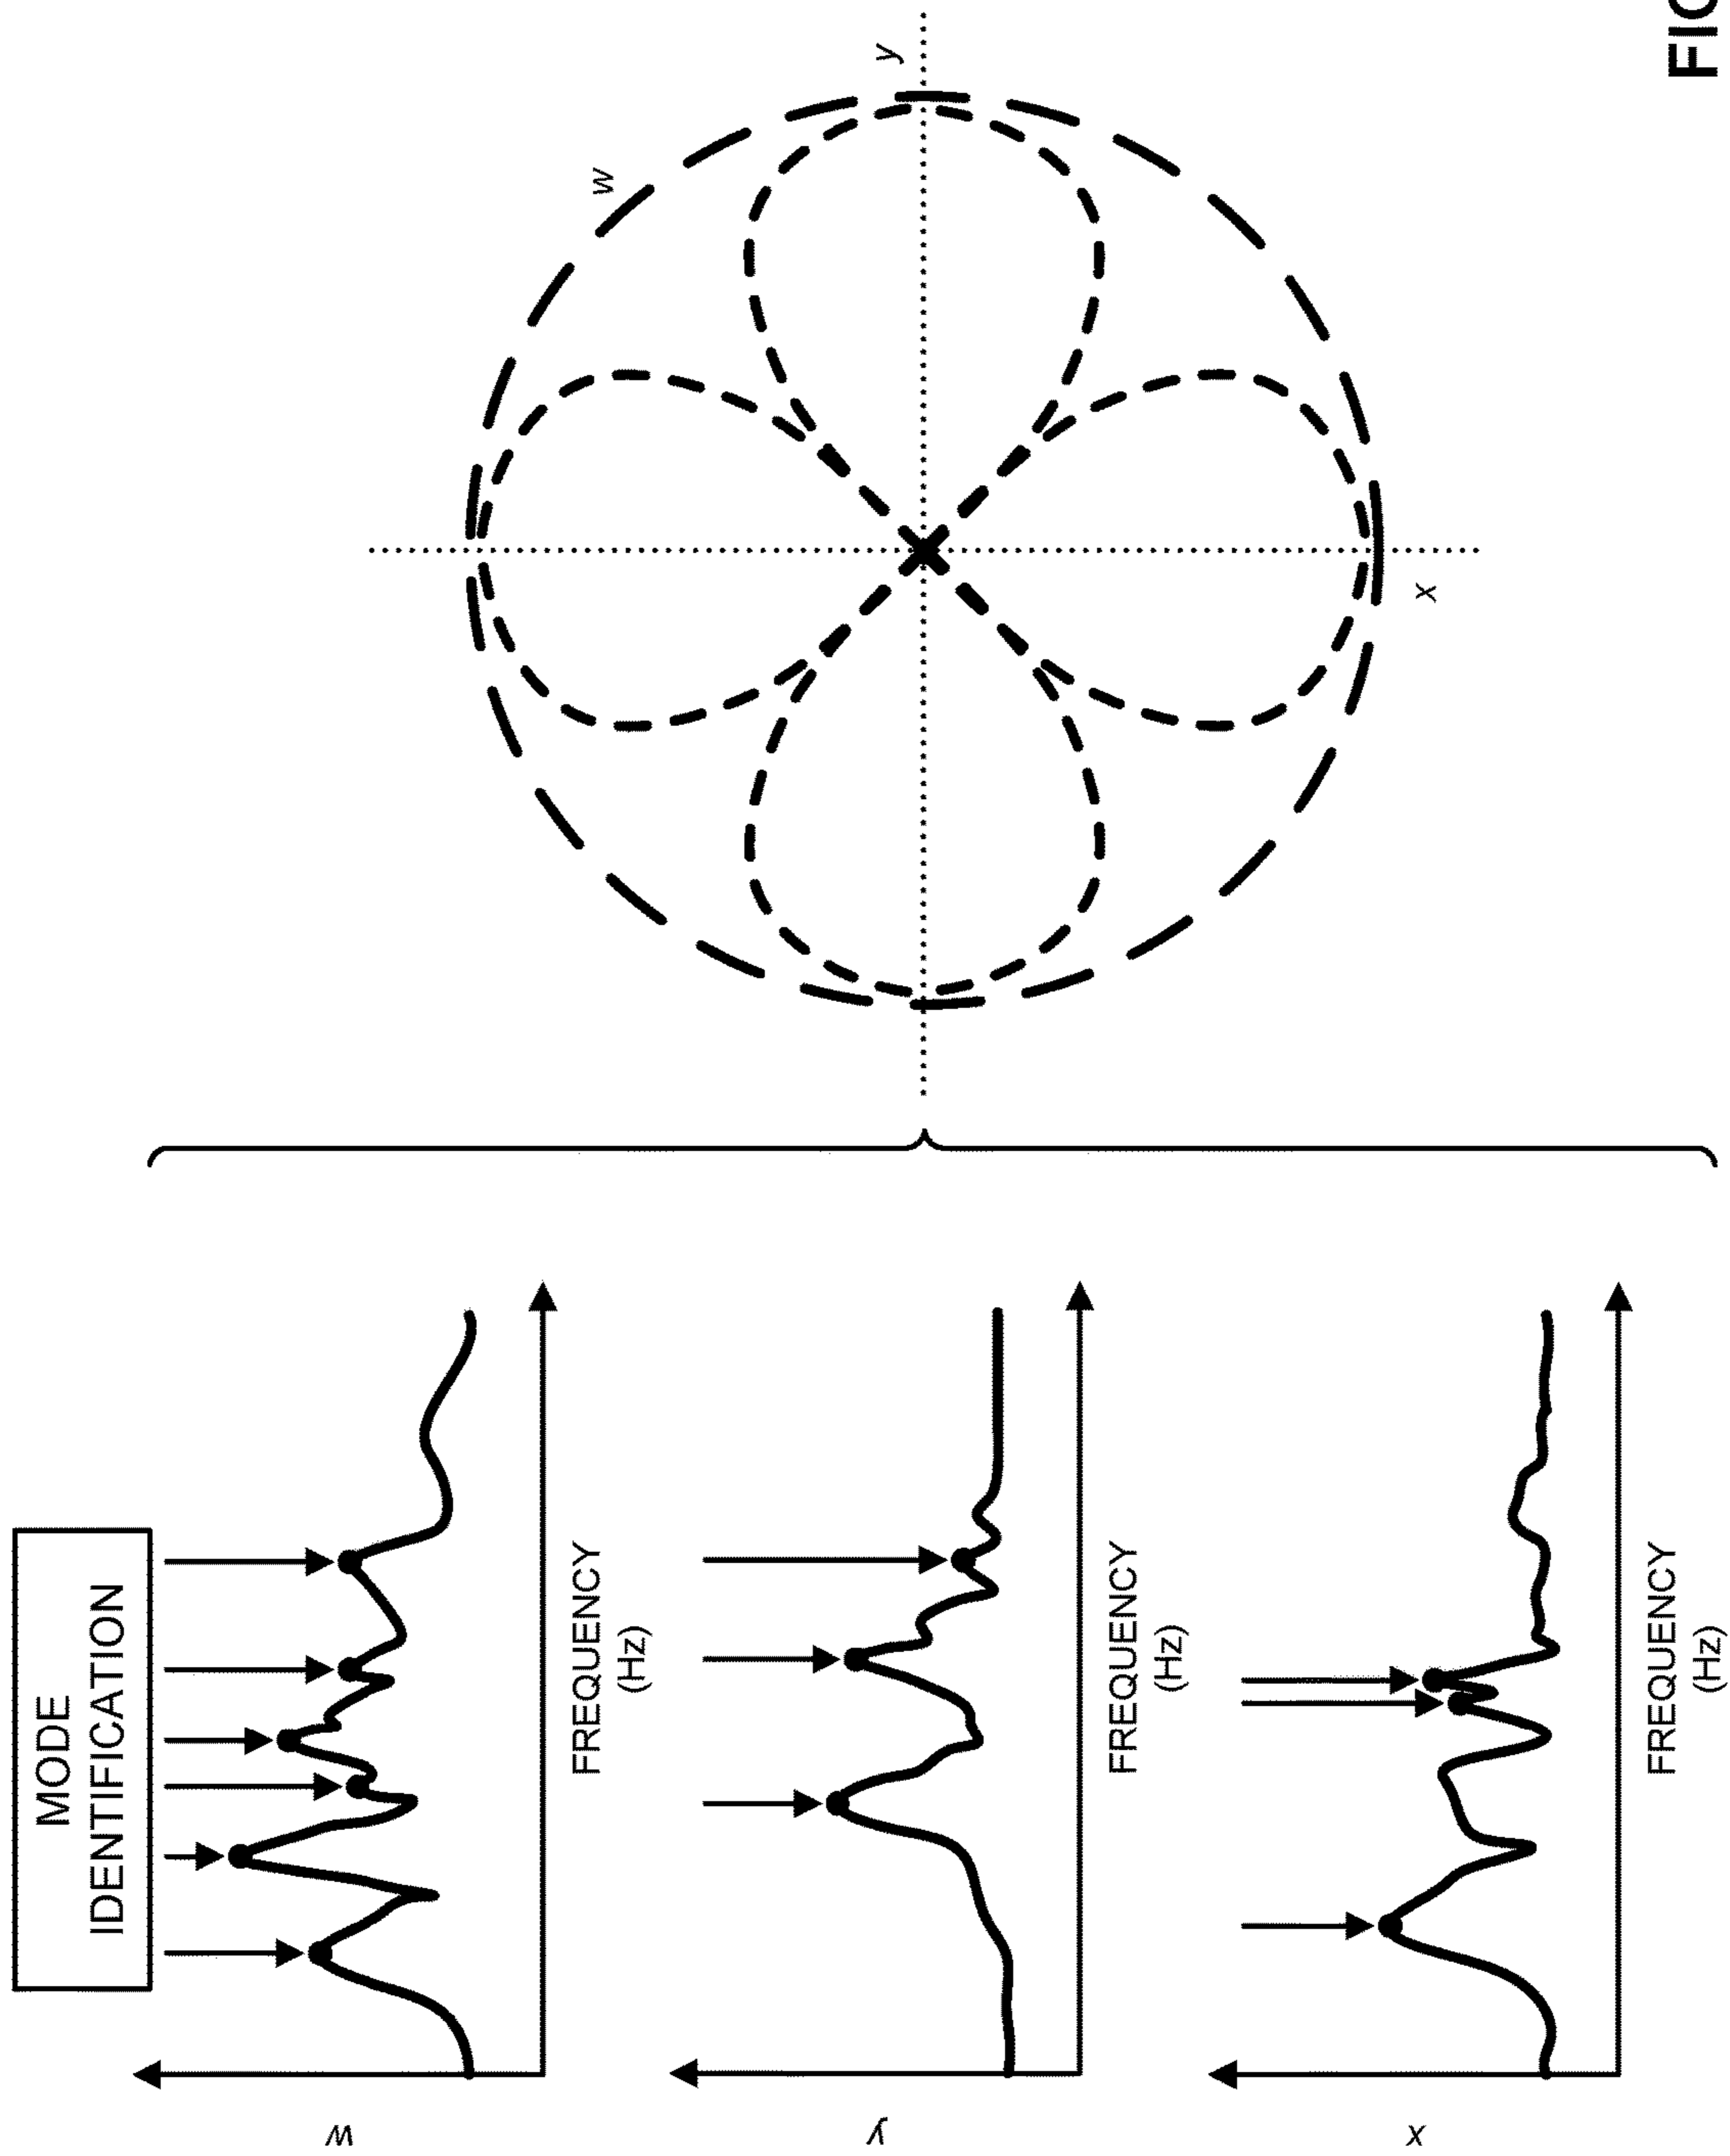 MODE
IDENTIFICATION
w
FREQUENCY
(Hz)
y
FREQUENCY
(Hz)
x
FREQUENCY
(Hz)
w
y
x
FIG